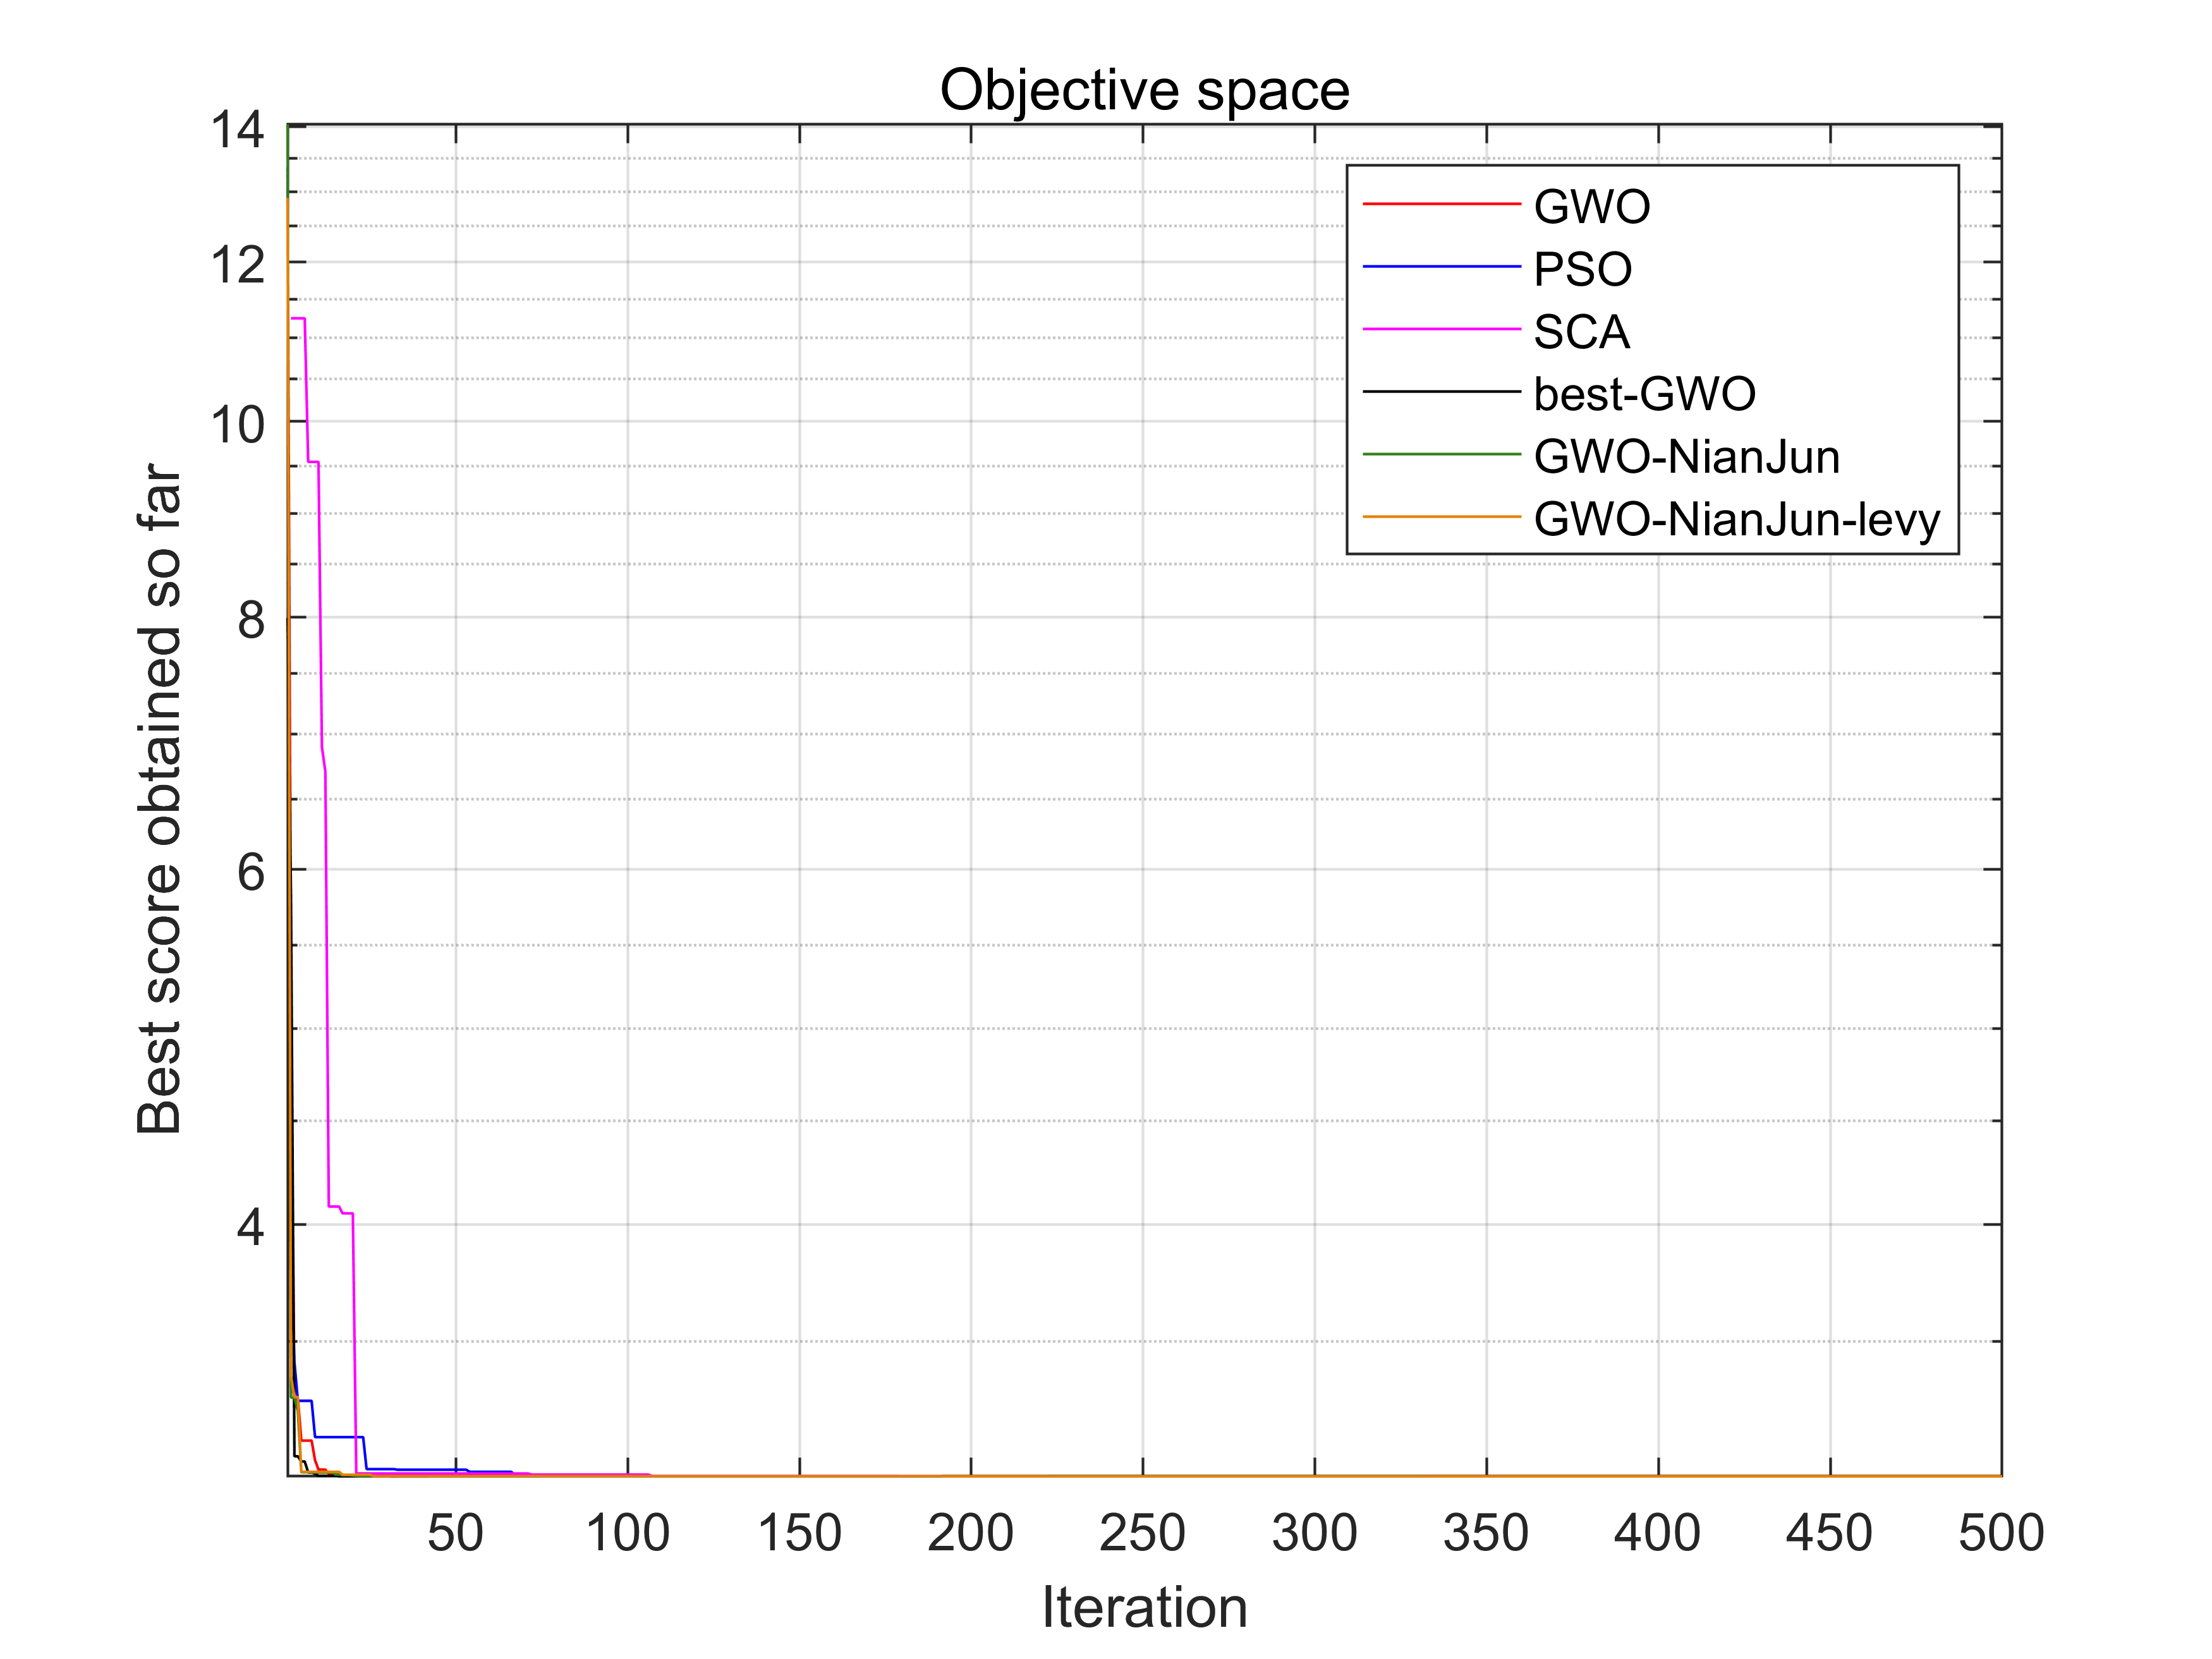 Objective space
14
12
10
8
6
4
Best score obtained so far
GWO
PSO
SCA
best-GWO
GWO-NianJun
GWO-NianJun-levy
50 100 150 200 250 300 350 400 450 500
Iteration